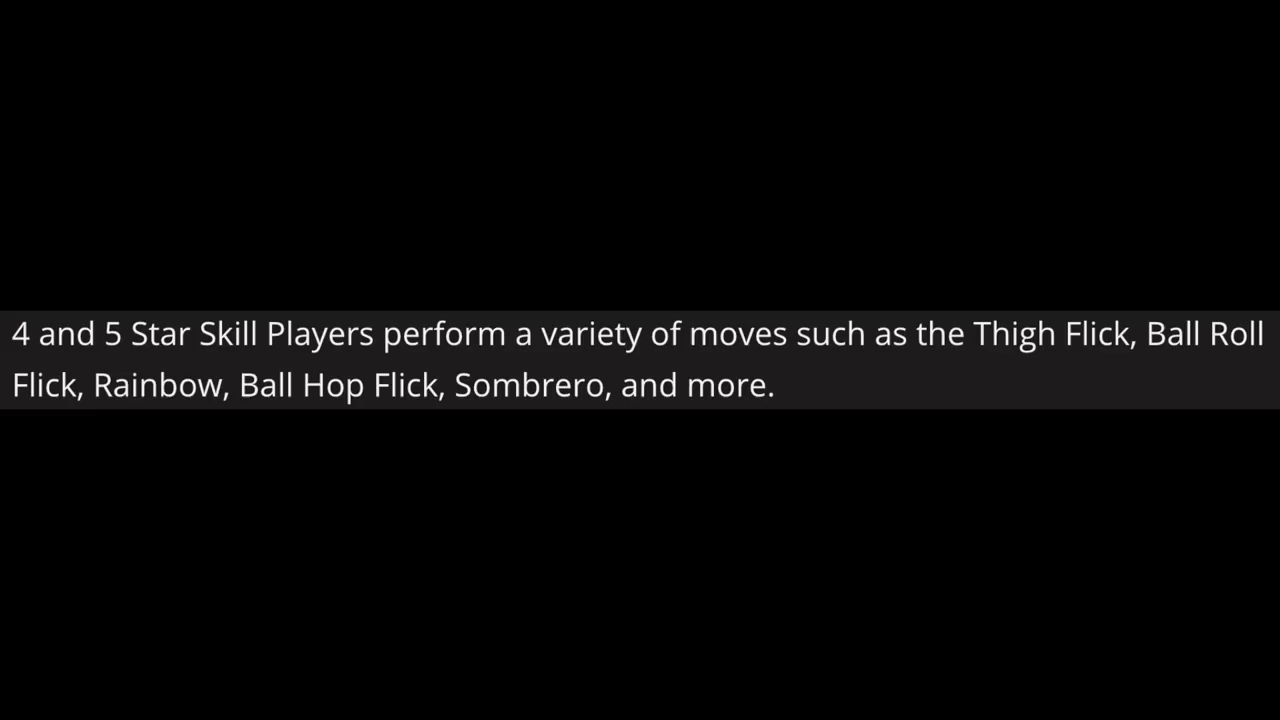 4 and 5 Star Skill Players perform a variety of moves such as the Thigh Flick, Ball Roll
Flick, Rainbow, Ball Hop Flick, Sombrero, and more.